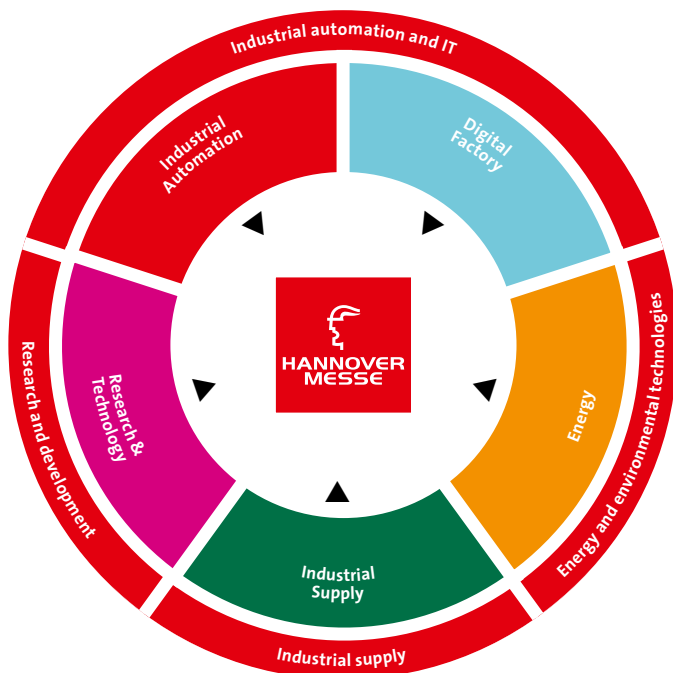 Industrial automation and IT
Industrial
Automation
Digital
Factory
Energy and environmental technologies
Energy
Industrial
Supply
Industrial supply
Research &
Technology
Research and development
HANNOVER
MESSE